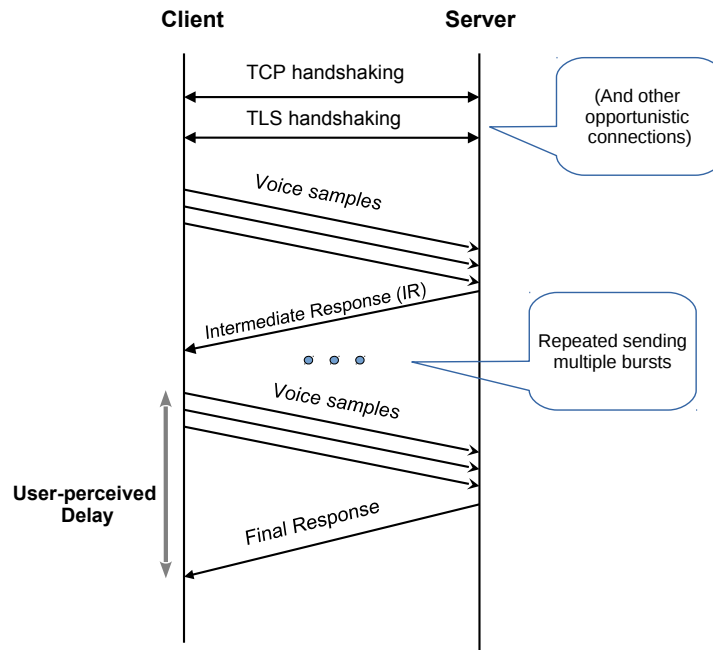 Client
Server
TCP handshaking
TLS handshaking
(And other
opportunistic
connections)
Voice samples
Intermediate Response (IR)
Repeated sending
multiple bursts
Voice samples
User-perceived
Delay
Final Response